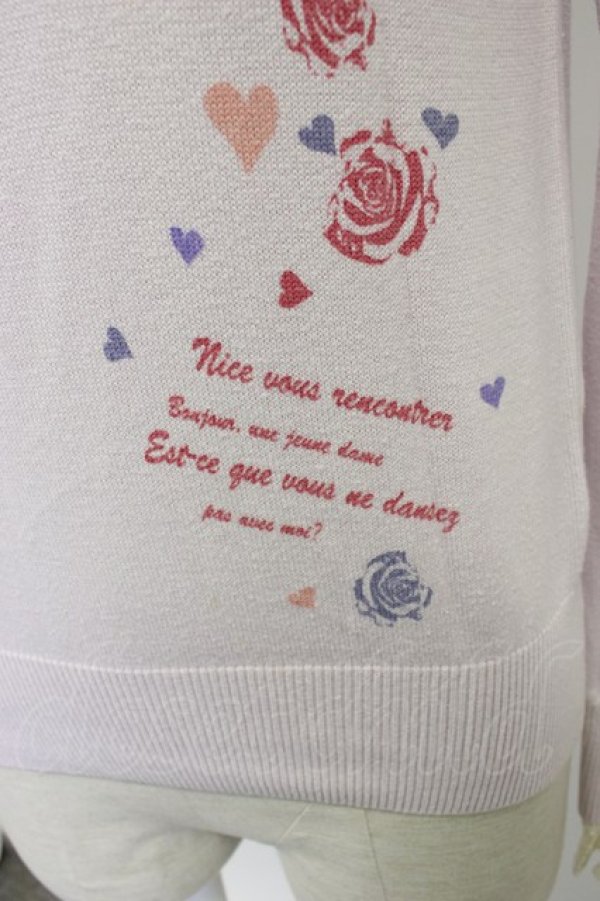 Nice vous rencontrer
Bonjour, une jeune dame
Est-ce que vous ne dansez
pas avec moi?